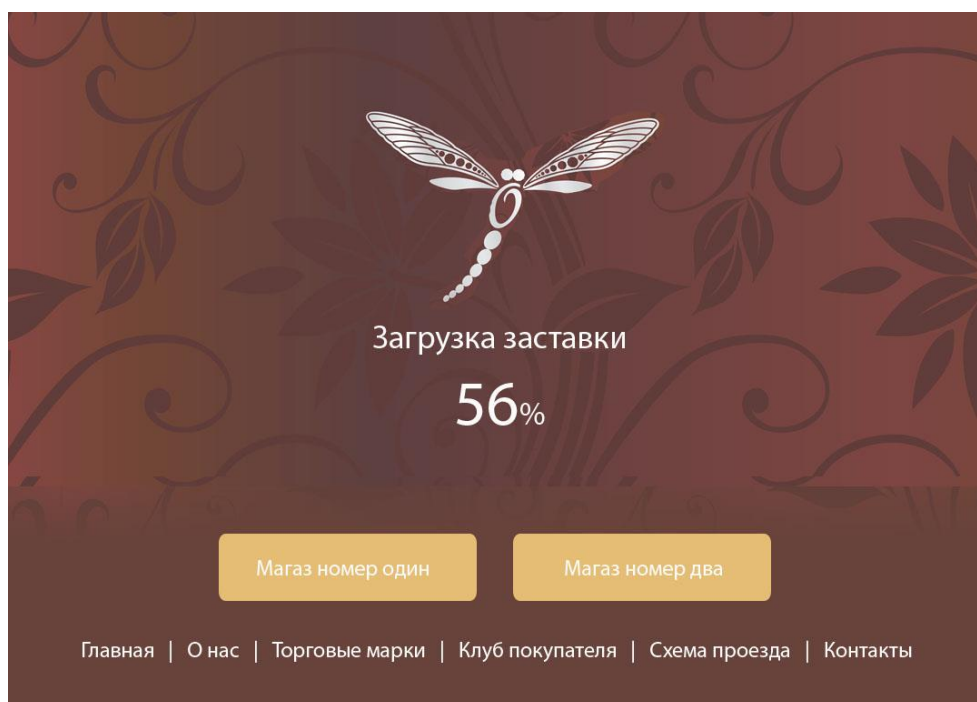 Загрузка заставки
56%
Магаз номер один
Магаз номер два
Главная | О нас | Торговые марки | Клуб покупателя | Схема проезда | Контакты